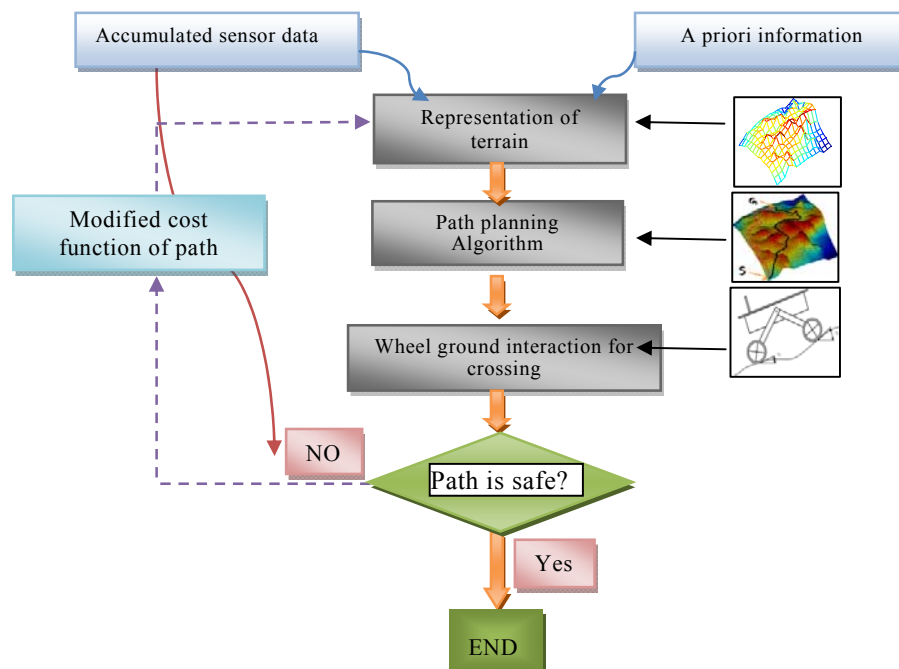 Accumulated sensor data
A priori information
Representation of
terrain
Modified cost
function of path
Path planning
Algorithm
Wheel ground interaction for
crossing
NO
Path is safe?
Yes
END
S